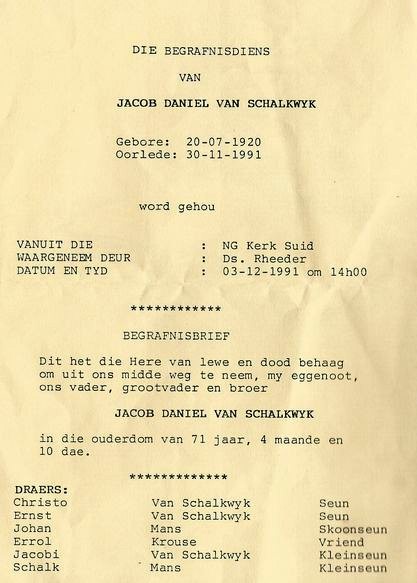 DIE BEGRAFNISDIENS
VAN
JACOB DANIEL VAN SCHALKWYK
Gebore: 20-07-1920
Oorlede: 30-11-1991
word gehou
VANUIT DIE : NG Kerk Suid
WAARGENEEM DEUR : Ds. Rheeder
DATUM EN TYD : 03-12-1991 om 14h00
************
BEGRAFNISBRIEF
Dit het die Here van lewe en dood behaag
om uit ons midde weg te neem, my eggenoot,
ons vader, grootvader en broer
JACOB DANIEL VAN SCHALKWYK
in die ouderdom van 71 jaar, 4 maande en
10 dae.
*************
DRAERS:
Christo Van Schalkwyk Seun
Ernst Van Schalkwyk Seun
Johan Mans Skoonseun
Errol Krouse Vriend
Jacobi Van Schalkwyk Kleinseun
Schalk Mans Kleinseun